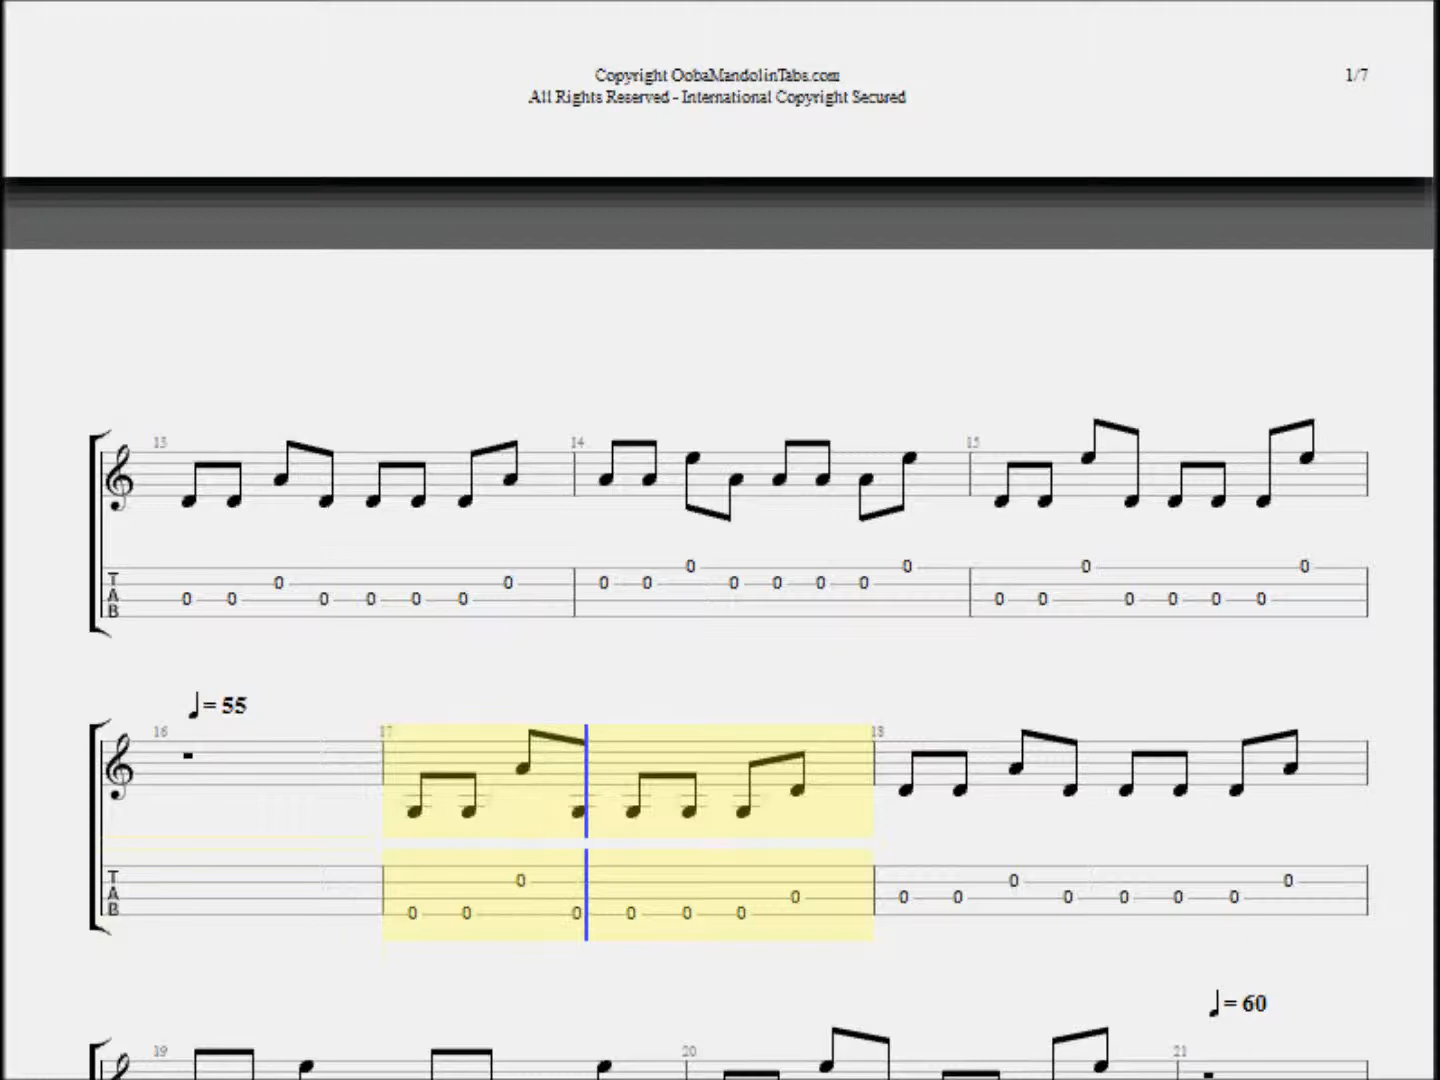 Copyright OobaMandolinTabs.com
1/7
All Rights Reserved - International Copyright Secured
13 14 15
T
A
B
0 0 0 0 0 0 0 0 0 0 0 0 0 0 0 0 0 0 0 0 0 0 0 0
= 55
16 17 18
T
A
B
0 0 0 0 0 0 0 0 0 0 0 0 0 0 0 0
= 60
19 20 21